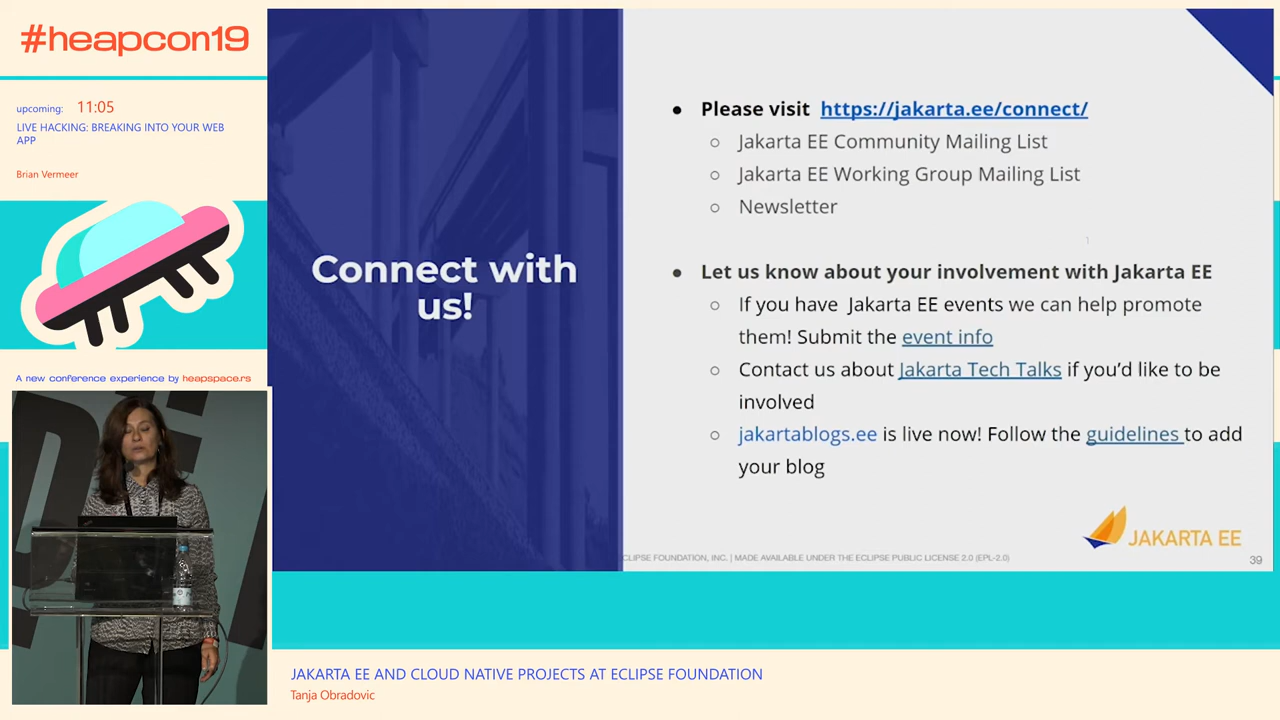 #heapcon19
upcoming: 11:05
LIVE HACKING: BREAKING INTO YOUR WEB
APP
Brian Vermeer
A new conference experience by heapspace.rs
Connect with
us!
● Please visit https://jakarta.ee/connect/
○ Jakarta EE Community Mailing List
○ Jakarta EE Working Group Mailing List
○ Newsletter
1
● Let us know about your involvement with Jakarta EE
○ If you have Jakarta EE events we can help promote
them! Submit the event info
○ Contact us about Jakarta Tech Talks if you’d like to be
involved
○ jakartablogs.ee is live now! Follow the guidelines to add
your blog
JAKARTA EE
CLIPSE FOUNDATION, INC. | MADE AVAILABLE UNDER THE ECLIPSE PUBLIC LICENSE 2.0 (EPL-2.0)
39
JAKARTA EE AND CLOUD NATIVE PROJECTS AT ECLIPSE FOUNDATION
Tanja Obradovic